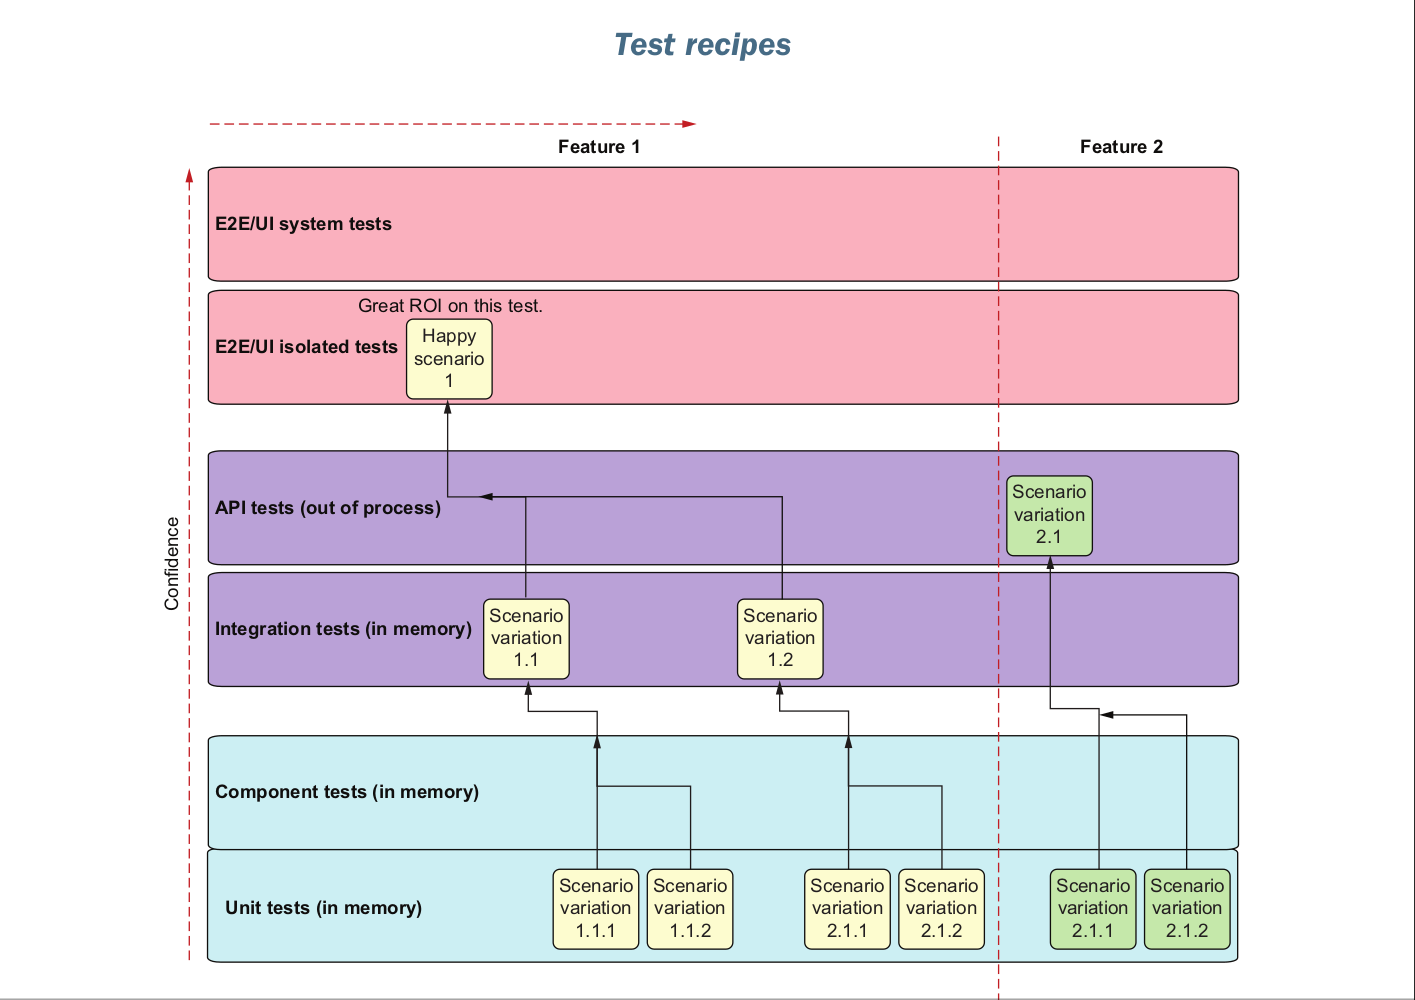 Test recipes
Feature 1
Feature 2
E2E/UI system tests
Great ROI on this test.
E2E/UI isolated tests
Happy
scenario
1
API tests (out of process)
Scenario
variation
2.1
Confidence
Integration tests (in memory)
Scenario
variation
1.1
Scenario
variation
1.2
Component tests (in memory)
Unit tests (in memory)
Scenario
variation
1.1.1
Scenario
variation
1.1.2
Scenario
variation
2.1.1
Scenario
variation
2.1.2
Scenario
variation
2.1.1
Scenario
variation
2.1.2